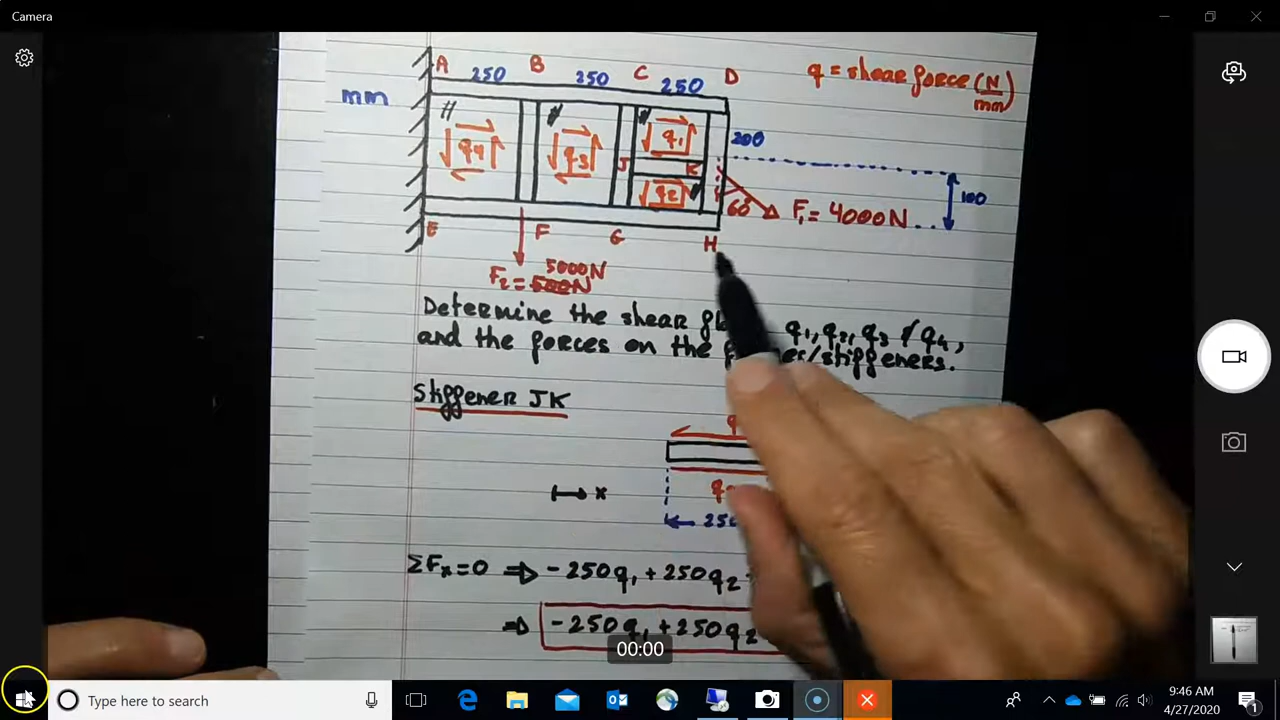 Camera
A 250 B 250 C 250 D
q = shear force (N/mm)
mm
q4 q3 q1 200
J K
q2 60° F1 = 4000N 100
E F G H
5000N
F2 = 500N
Determine the shear q1, q2, q3 & q4,
and the forces on the /stiffeners.
Stiffener JK
x
ΣFx=0 ⇒ -250q1 + 250q2
⇒ -250q1 + 250q2
00:00
Type here to search
9:46 AM
4/27/2020